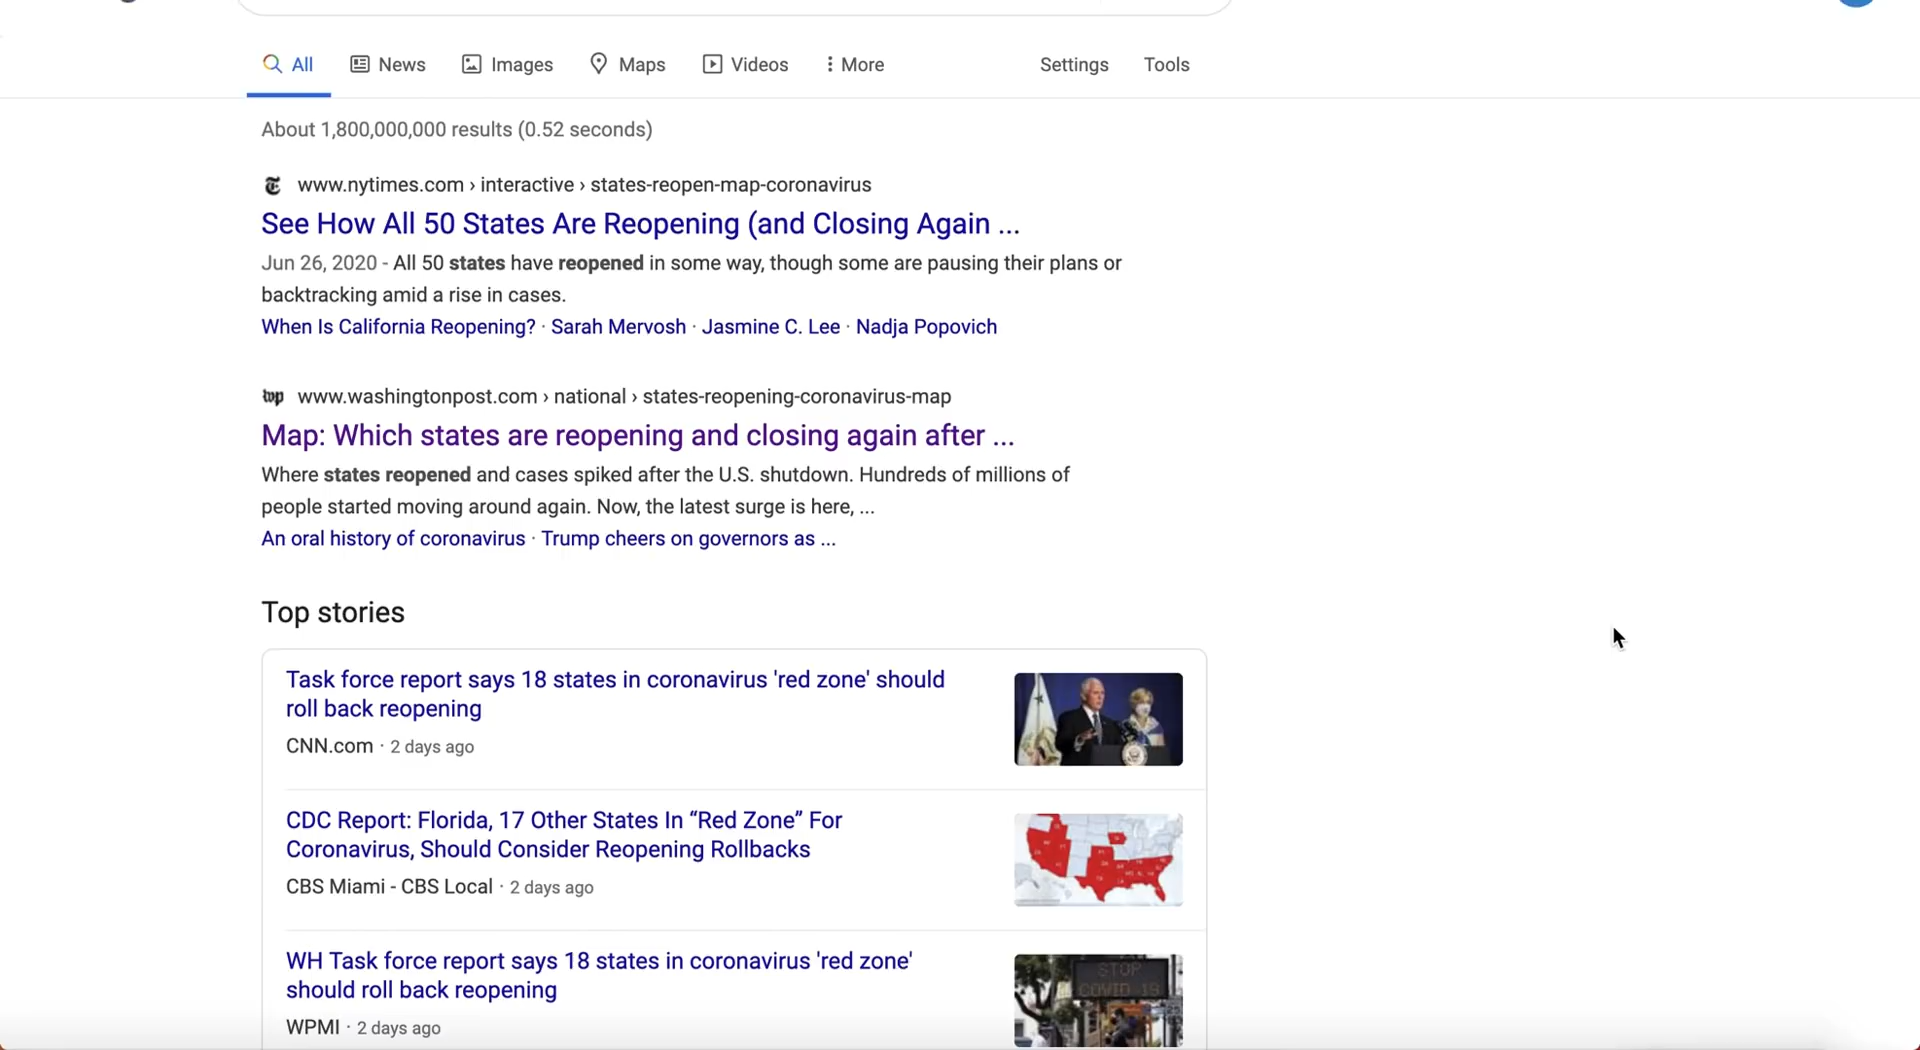 All News Images Maps Videos More Settings Tools
About 1,800,000,000 results (0.52 seconds)
www.nytimes.com › interactive › states-reopen-map-coronavirus
See How All 50 States Are Reopening (and Closing Again ...
Jun 26, 2020 - All 50 states have reopened in some way, though some are pausing their plans or
backtracking amid a rise in cases.
When Is California Reopening? · Sarah Mervosh · Jasmine C. Lee · Nadja Popovich
wp www.washingtonpost.com › national › states-reopening-coronavirus-map
Map: Which states are reopening and closing again after ...
Where states reopened and cases spiked after the U.S. shutdown. Hundreds of millions of
people started moving around again. Now, the latest surge is here, ...
An oral history of coronavirus · Trump cheers on governors as ...
Top stories
Task force report says 18 states in coronavirus 'red zone' should
roll back reopening
CNN.com · 2 days ago
CDC Report: Florida, 17 Other States In “Red Zone” For
Coronavirus, Should Consider Reopening Rollbacks
CBS Miami - CBS Local · 2 days ago
WH Task force report says 18 states in coronavirus 'red zone'
should roll back reopening
WPMI · 2 days ago
STOP
COVID-19